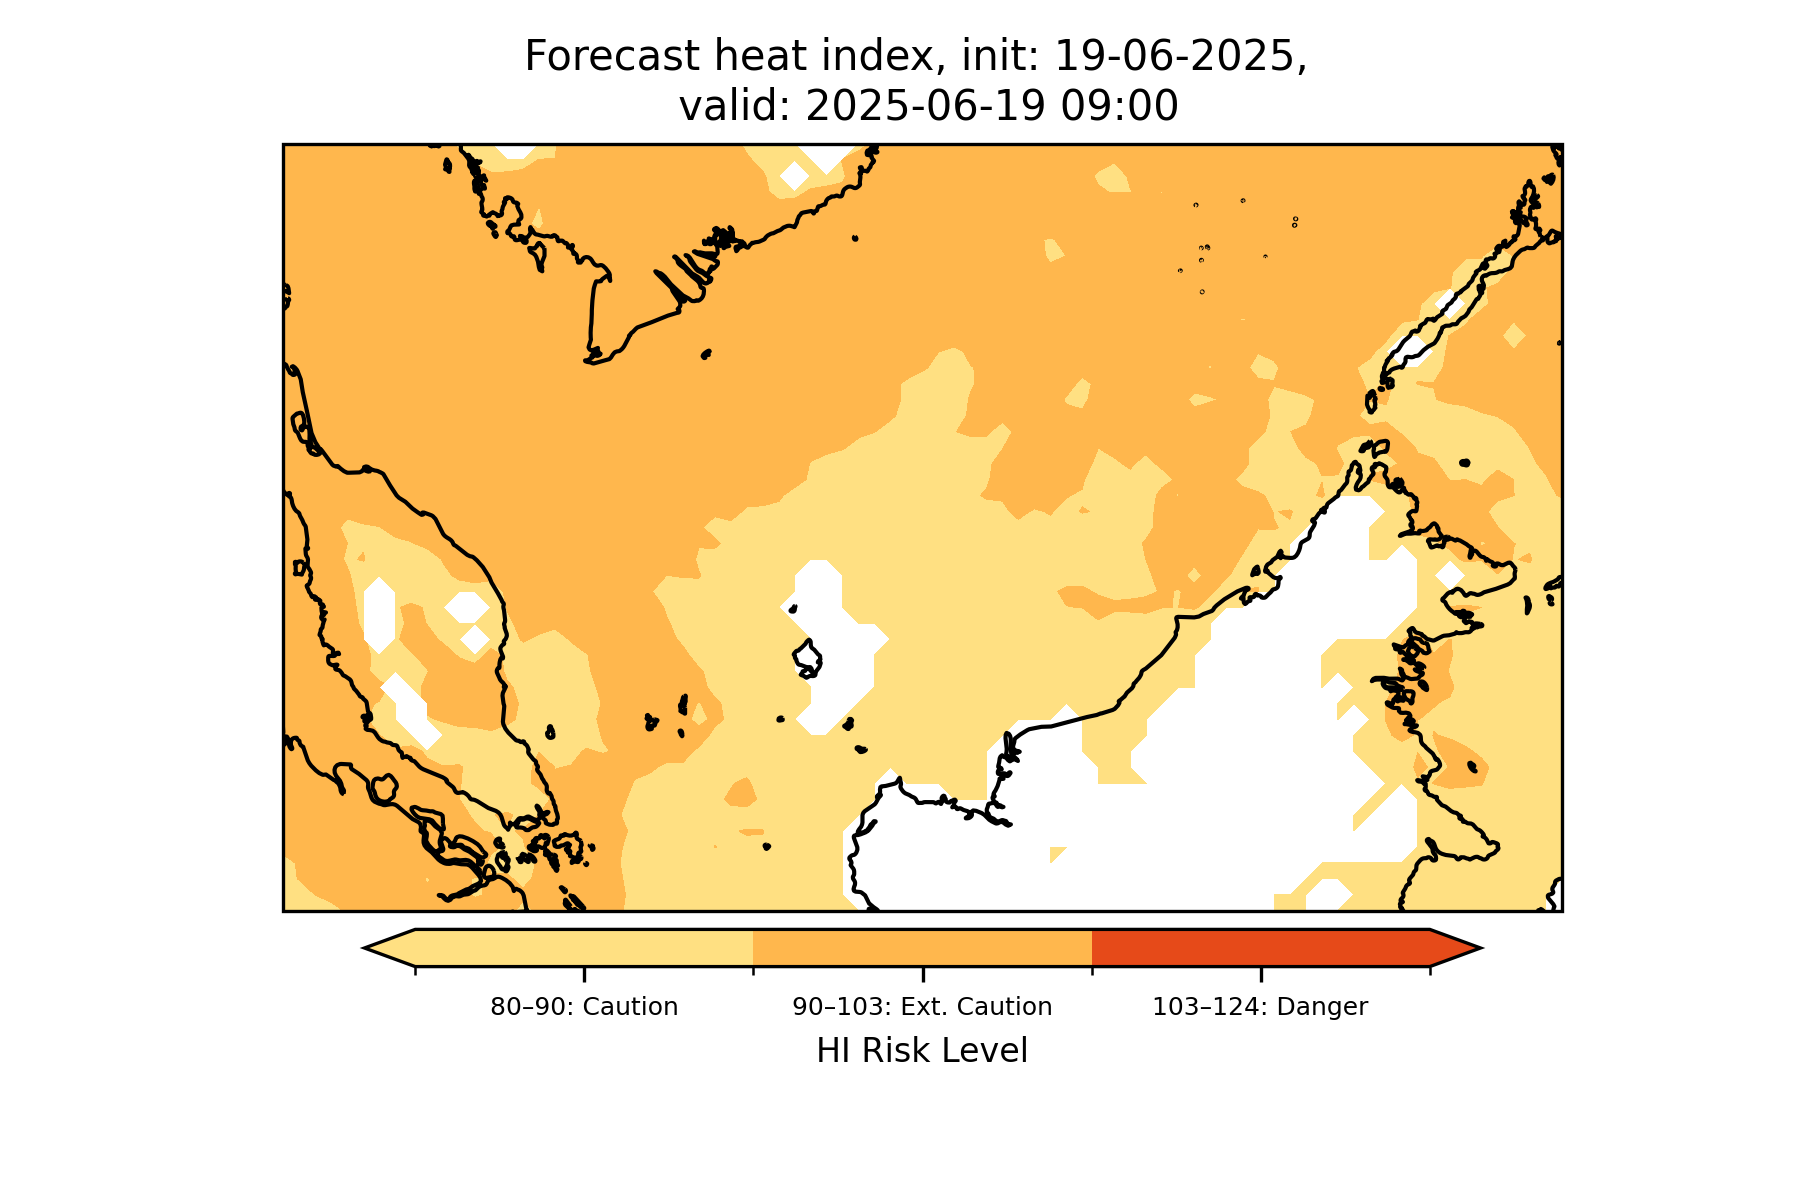 Forecast heat index, init: 19-06-2025,
valid: 2025-06-19 09:00
80–90: Caution
90–103: Ext. Caution
103–124: Danger
HI Risk Level